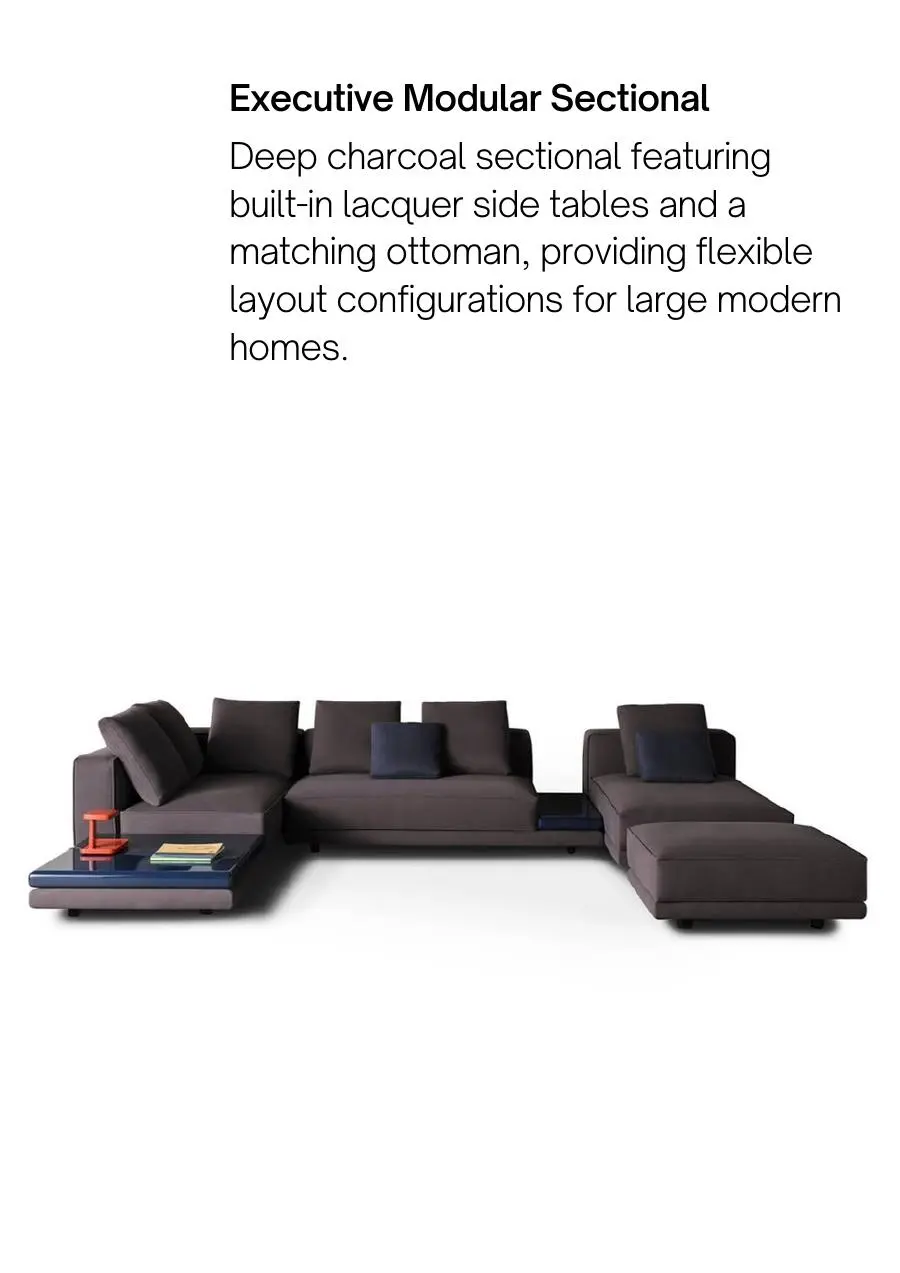 Executive Modular Sectional
Deep charcoal sectional featuring
built-in lacquer side tables and a
matching ottoman, providing flexible
layout configurations for large modern
homes.